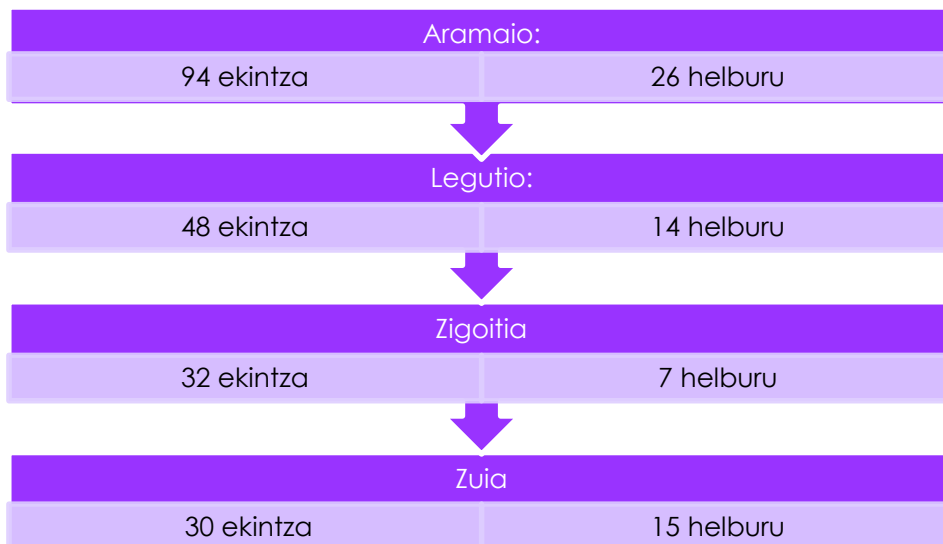 Aramaio:
94 ekintza 26 helburu
Legutio:
48 ekintza 14 helburu
Zigoitia
32 ekintza 7 helburu
Zuia
30 ekintza 15 helburu